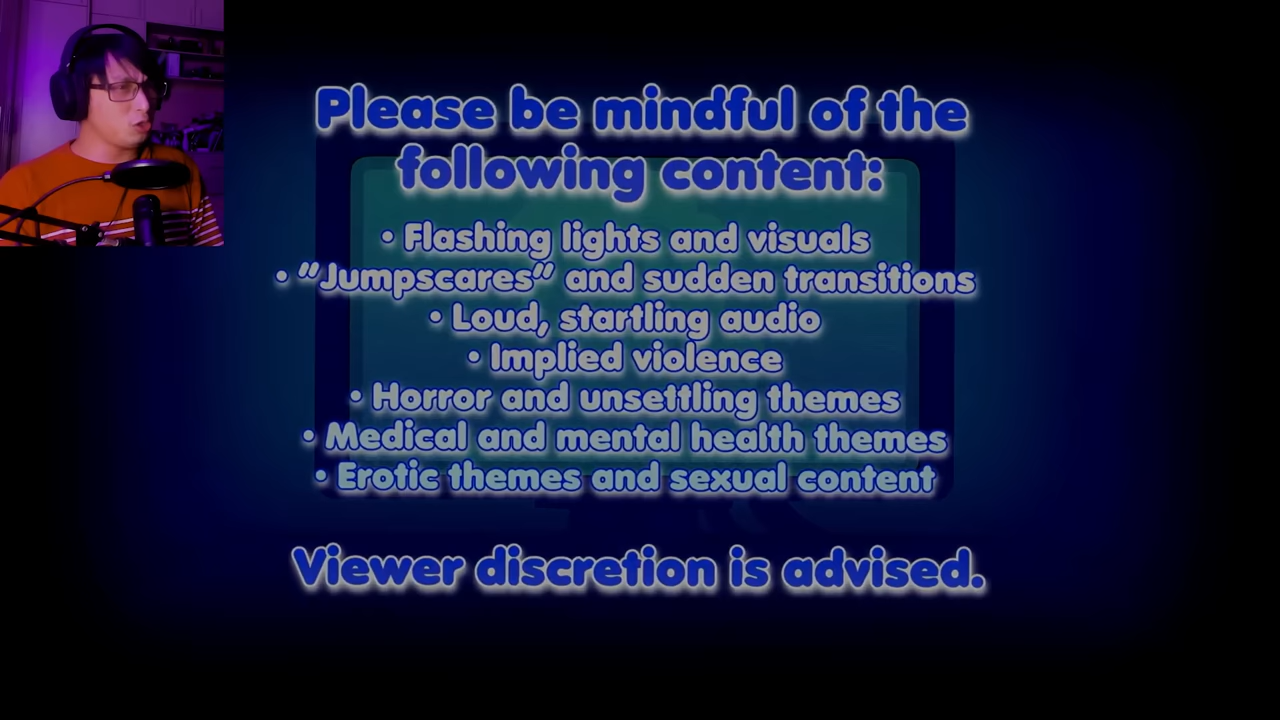 Please be mindful of the
following content:
• Flashing lights and visuals
• "Jumpscares" and sudden transitions
• Loud, startling audio
• Implied violence
• Horror and unsettling themes
• Medical and mental health themes
• Erotic themes and sexual content
Viewer discretion is advised.